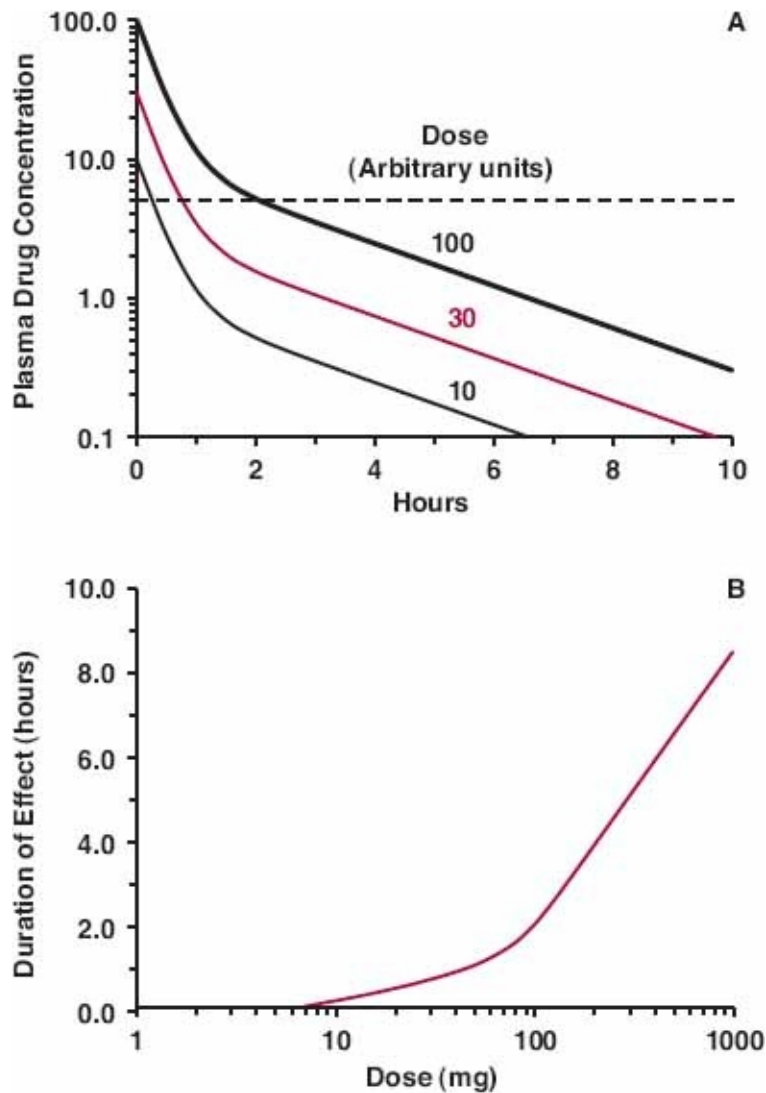 A
Plasma Drug Concentration
100.0
10.0
1.0
0.1
Dose
(Arbitrary units)
100
30
10
0 2 4 6 8 10
Hours
B
Duration of Effect (hours)
10.0
8.0
6.0
4.0
2.0
0.0
1 10 100 1000
Dose (mg)